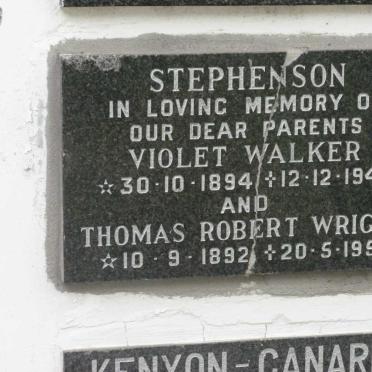 STEPHENSON
IN LOVING MEMORY O
OUR DEAR PARENTS
VIOLET WALKER
☆30·10·1894 ✝12·12·194
AND
THOMAS ROBERT WRIG
☆10·9·1892 ✝20·5·195
KENYON-CANAR